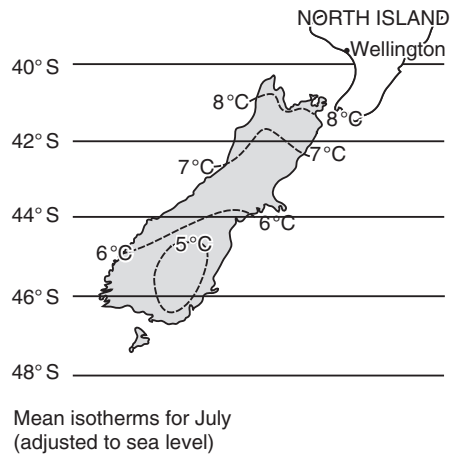 NORTH ISLAND
Wellington
40° S
8°C
8°C
42° S
7°C
7°C
44° S
6°C
5°C
6°C
46° S
48° S
Mean isotherms for July
(adjusted to sea level)